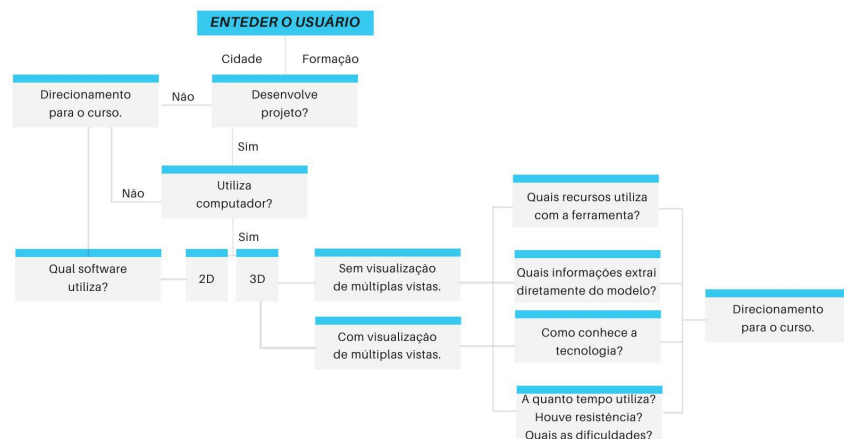 ENTEDER O USUÁRIO
Cidade
Formação
Direcionamento
para o curso.
Não
Desenvolve
projeto?
Sim
Não
Utiliza
computador?
Sim
Qual software
utiliza?
2D
3D
Sem visualização
de múltiplas vistas.
Com visualização
de múltiplas vistas.
Quais recursos utiliza
com a ferramenta?
Quais informações extrai
diretamente do modelo?
Como conhece a
tecnologia?
A quanto tempo utiliza?
Houve resistência?
Quais as dificuldades?
Direcionamento
para o curso.